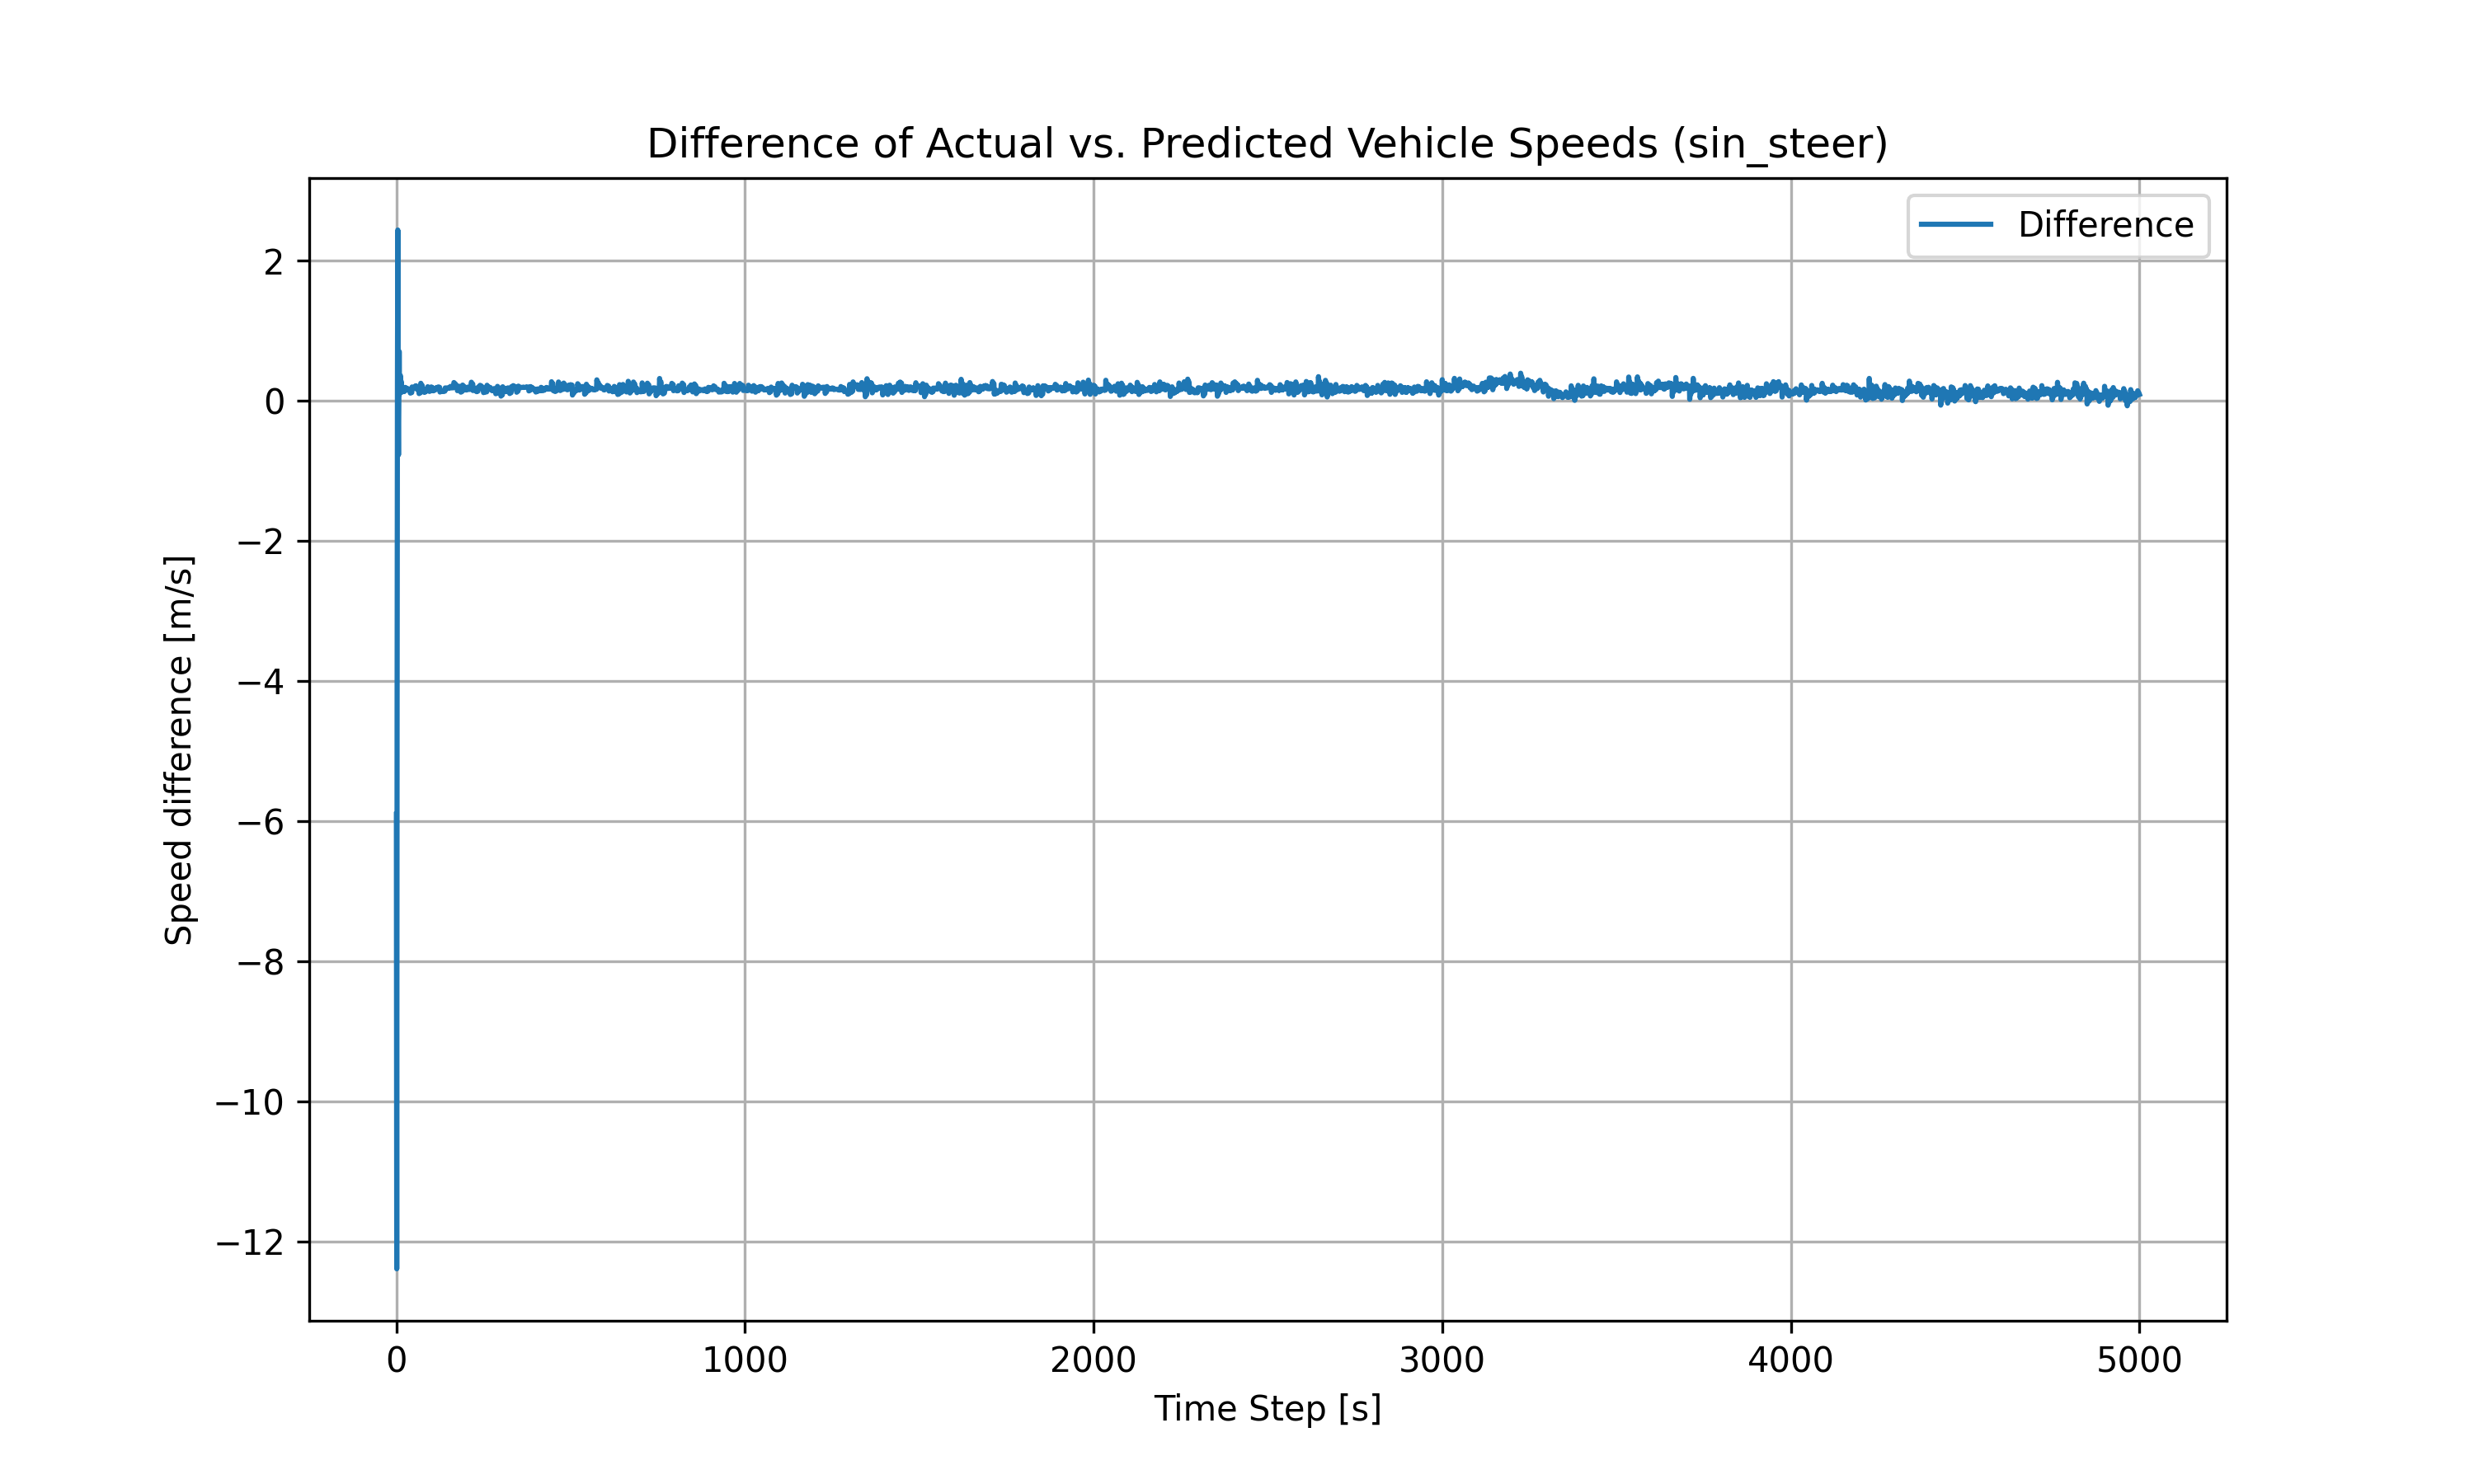 Difference of Actual vs. Predicted Vehicle Speeds (sin_steer)
Difference
2
0
−2
−4
−6
−8
−10
−12
Speed difference [m/s]
0 1000 2000 3000 4000 5000
Time Step [s]